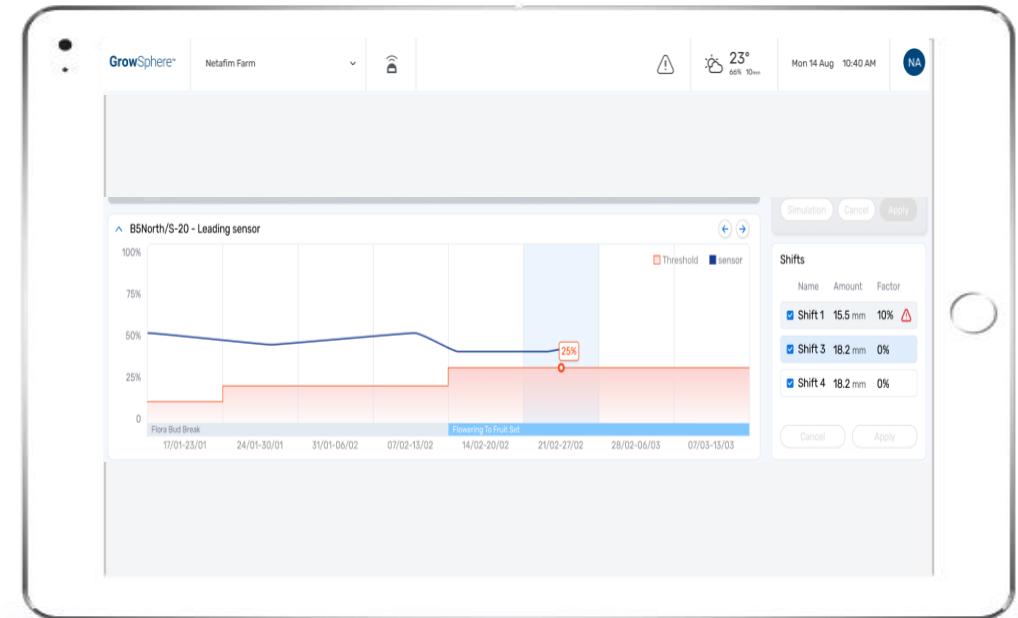 GrowSphere™
Netafim Farm
23°
66% 10mm
Mon 14 Aug 10:40 AM
NA
Simulation Cancel Apply
B5North/S-20 - Leading sensor
Threshold sensor
100%
75%
50%
25%
0
25%
Flora Bud Break
Flowering To Fruit Set
17/01-23/01 24/01-30/01 31/01-06/02 07/02-13/02 14/02-20/02 21/02-27/02 28/02-06/03 07/03-13/03
Shifts
Name Amount Factor
Shift 1 15.5 mm 10%
Shift 3 18.2 mm 0%
Shift 4 18.2 mm 0%
Cancel Apply